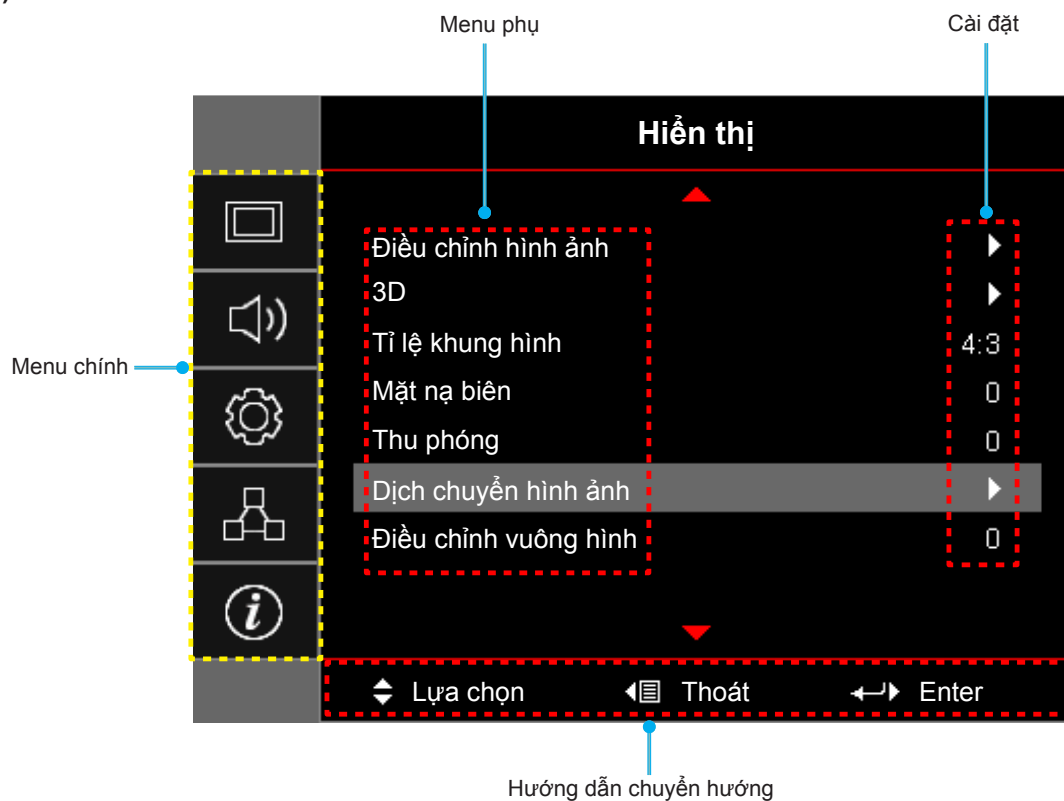 )
Menu phụ
Cài đặt
Hiển thị
Điều chỉnh hình ảnh
3D
Tỉ lệ khung hình 4:3
Mặt nạ biên 0
Thu phóng 0
Dịch chuyển hình ảnh
Điều chỉnh vuông hình 0
Menu chính
Lựa chọn Thoát Enter
Hướng dẫn chuyển hướng